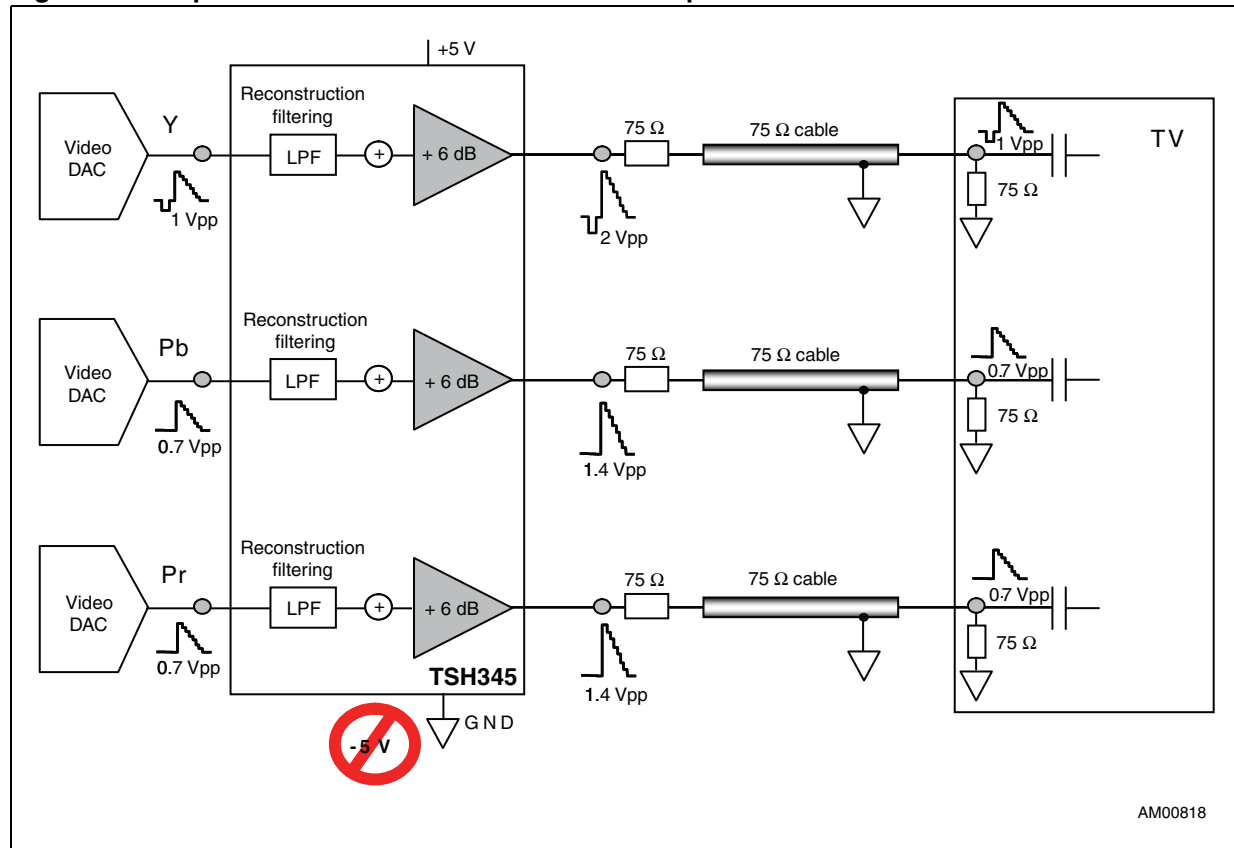 +5 V
Reconstruction
filtering
Video
DAC
Y
LPF
+
+ 6 dB
75 Ω
75 Ω cable
1 Vpp
TV
75 Ω
1 Vpp
2 Vpp
Reconstruction
filtering
Video
DAC
Pb
LPF
+
+ 6 dB
75 Ω
75 Ω cable
0.7 Vpp
75 Ω
0.7 Vpp
1.4 Vpp
Reconstruction
filtering
Video
DAC
Pr
LPF
+
+ 6 dB
75 Ω
75 Ω cable
0.7 Vpp
75 Ω
0.7 Vpp
TSH345
1.4 Vpp
GND
-5 V
AM00818